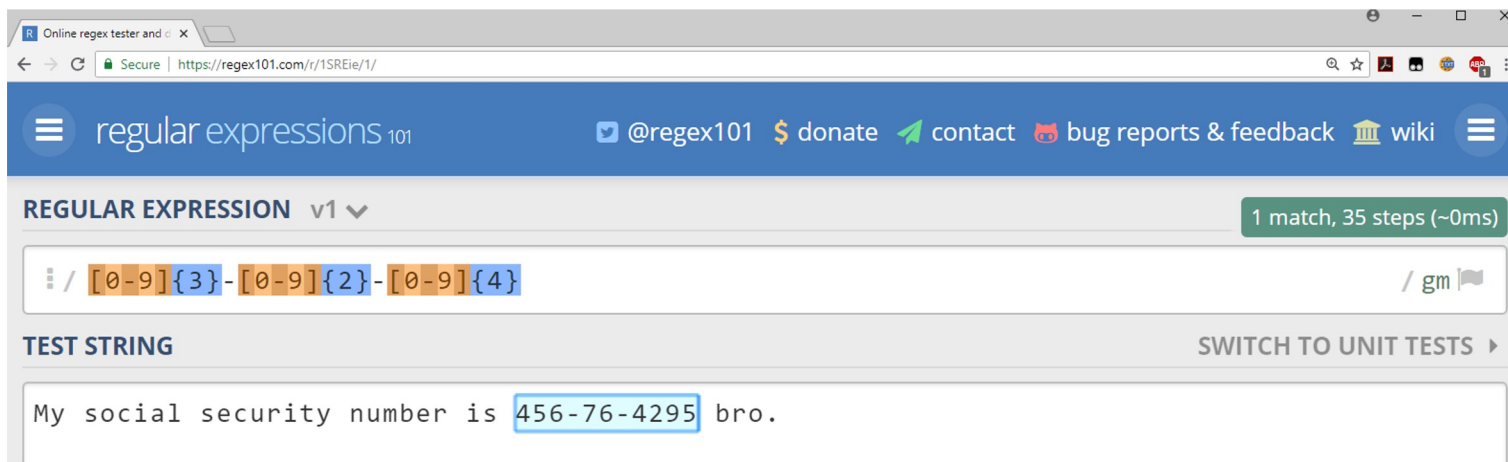 R Online regex tester and d
Secure | https://regex101.com/r/1SREie/1/
ABP 1
regular expressions 101 @regex101 $ donate contact bug reports & feedback wiki
REGULAR EXPRESSION v1
1 match, 35 steps (~0ms)
/ [0-9]{3}-[0-9]{2}-[0-9]{4} / gm
TEST STRING SWITCH TO UNIT TESTS
My social security number is 456-76-4295 bro.